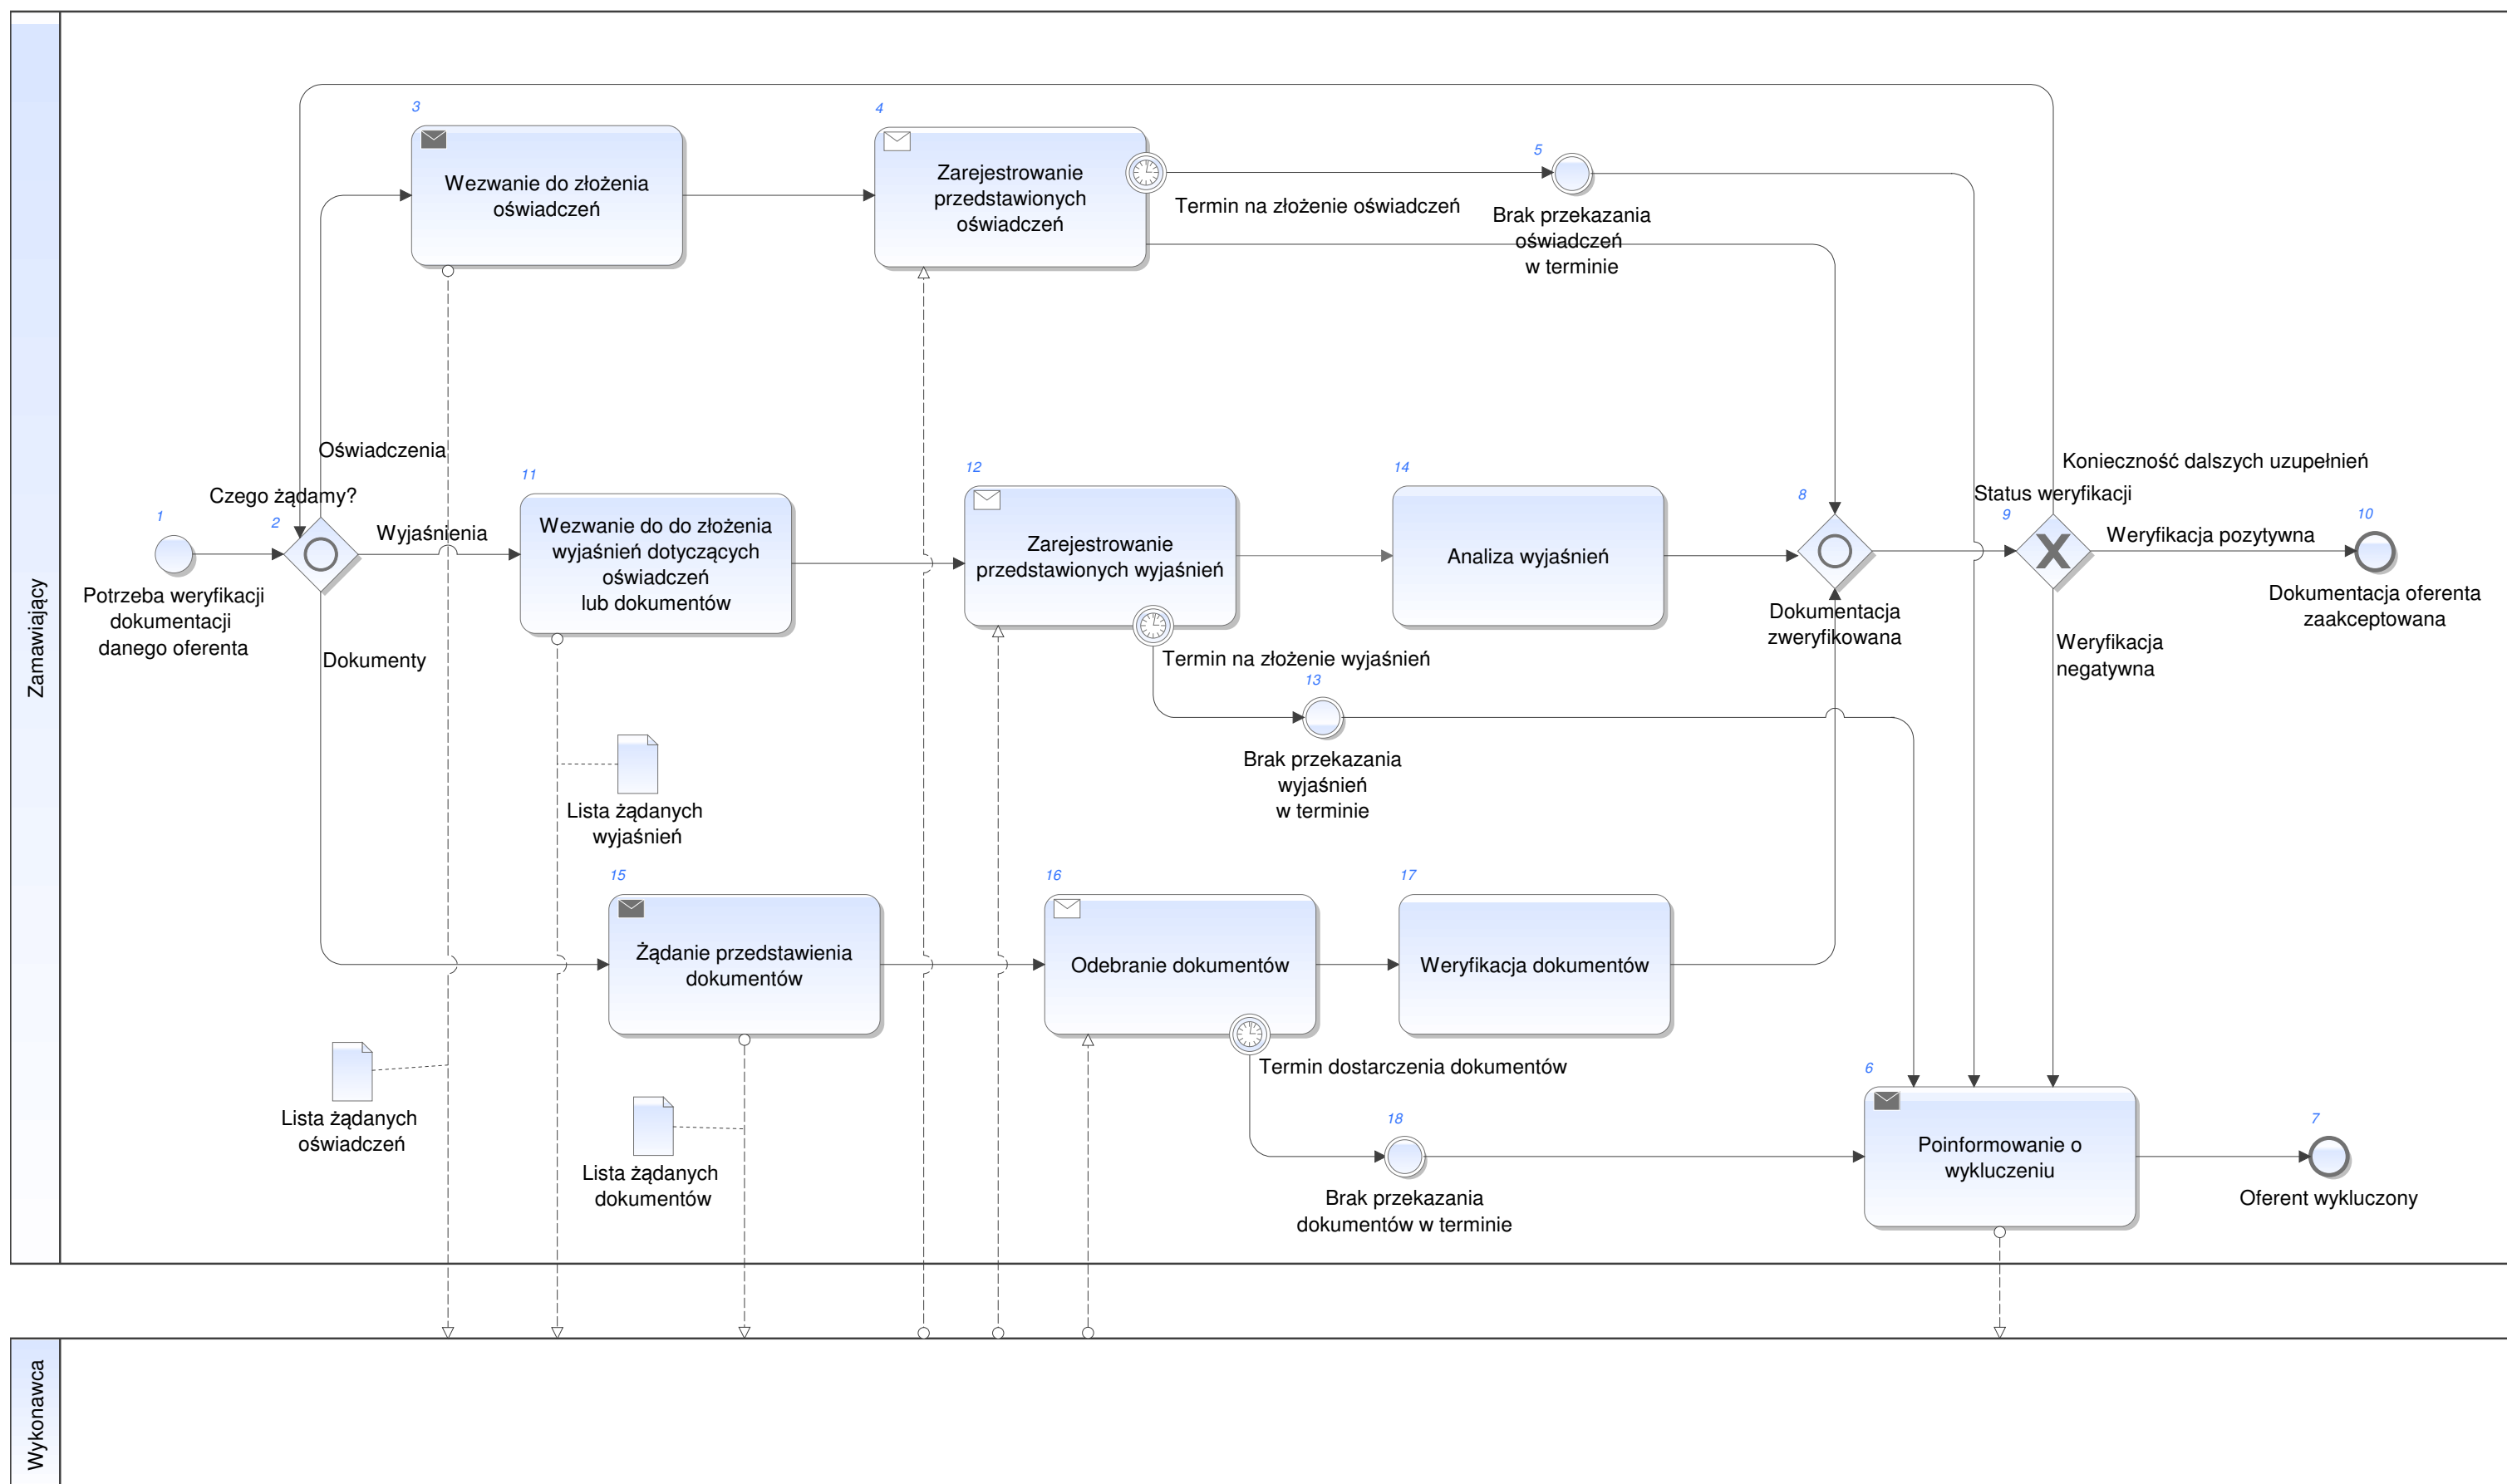 Zamawiający
3
Wezwanie do złożenia
oświadczeń
4
Zarejestrowanie
przedstawionych
oświadczeń
Termin na złożenie oświadczeń
5
Brak przekazania
oświadczeń
w terminie
Oświadczenia
Czego żądamy?
1
Potrzeba weryfikacji
dokumentacji
danego oferenta
2
Wyjaśnienia
Dokumenty
11
Wezwanie do do złożenia
wyjaśnień dotyczących
oświadczeń
lub dokumentów
12
Zarejestrowanie
przedstawionych wyjaśnień
Termin na złożenie wyjaśnień
13
Brak przekazania
wyjaśnień
w terminie
14
Analiza wyjaśnień
8
Dokumentacja
zweryfikowana
Konieczność dalszych uzupełnień
Status weryfikacji
9
Weryfikacja pozytywna
10
Dokumentacja oferenta
zaakceptowana
Weryfikacja
negatywna
Lista żądanych
wyjaśnień
15
Żądanie przedstawienia
dokumentów
16
Odebranie dokumentów
17
Weryfikacja dokumentów
Termin dostarczenia dokumentów
Lista żądanych
oświadczeń
Lista żądanych
dokumentów
18
Brak przekazania
dokumentów w terminie
6
Poinformowanie o
wykluczeniu
7
Oferent wykluczony
Wykonawca